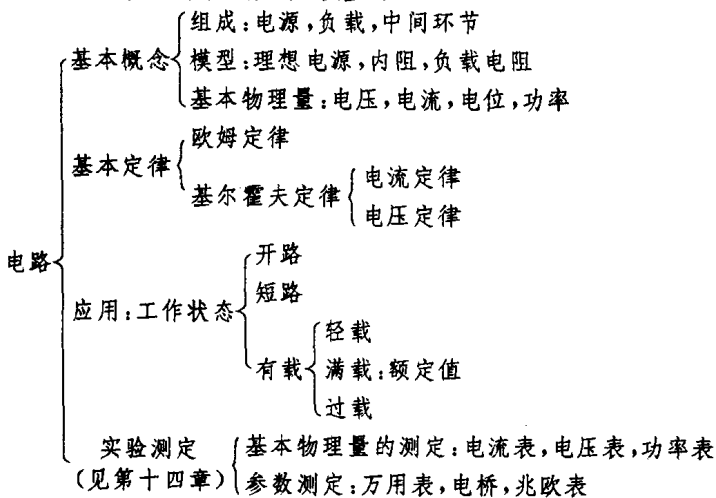 组成:电源,负载,中间环节
基本概念
模型:理想电源,内阻,负载电阻
基本物理量:电压,电流,电位,功率
欧姆定律
基本定律
电流定律
基尔霍夫定律
电压定律
电路
开路
短路
应用:工作状态
轻载
有载
满载:额定值
过载
实验测定
(见第十四章)
基本物理量的测定:电流表,电压表,功率表
参数测定:万用表,电桥,兆欧表